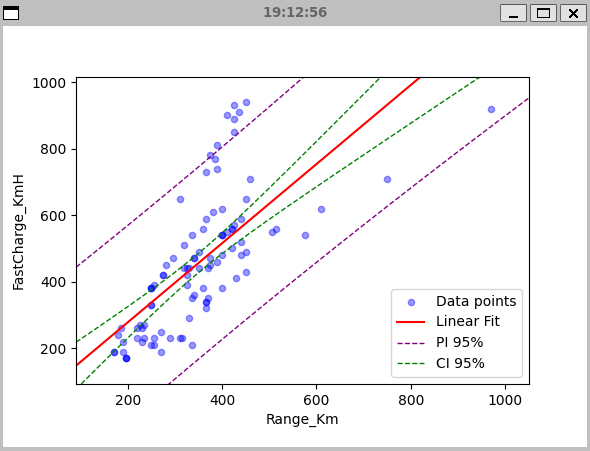 19:12:56
1000
800
600
400
200
FastCharge_KmH
200
400
600
800
1000
Range_Km
Data points
Linear Fit
PI 95%
CI 95%